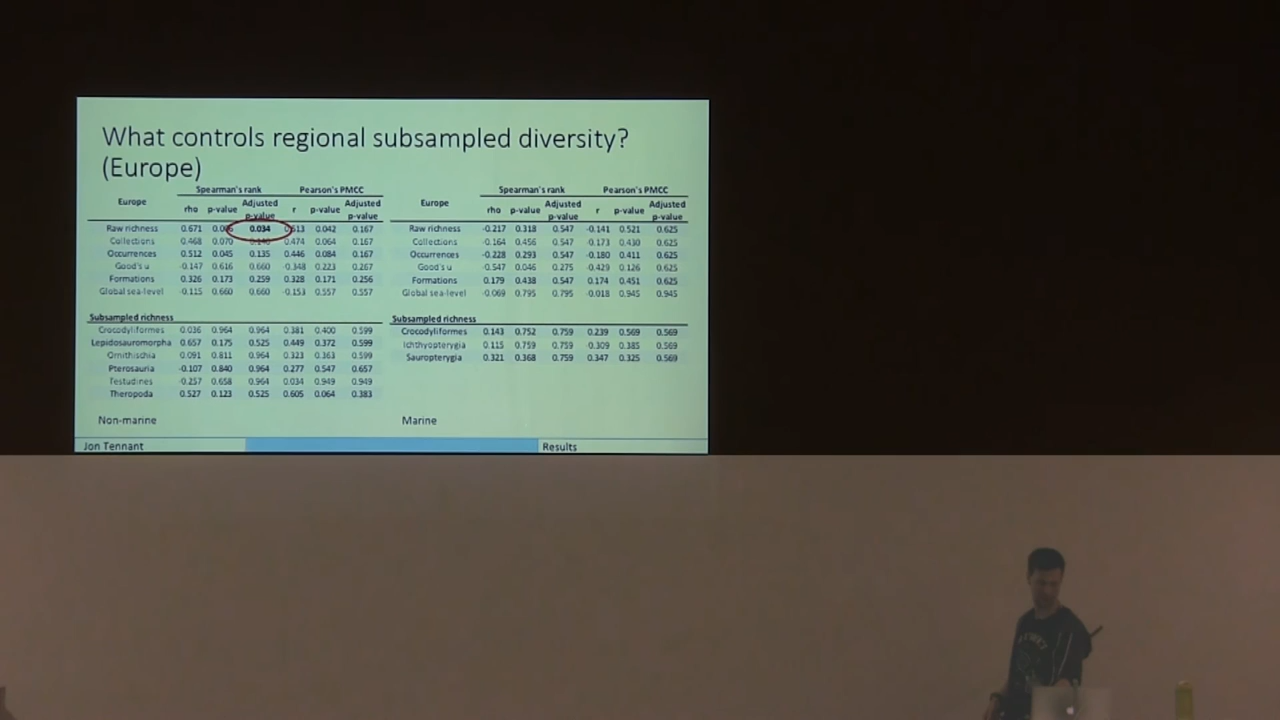 What controls regional subsampled diversity?
(Europe)
Europe Spearman's rank Pearson's PMCC
rho p-value Adjusted p-value r p-value Adjusted p-value
Raw richness 0.671 0.034 0.613 0.042 0.167
Collections 0.468 0.070 0.140 0.474 0.064 0.167
Occurrences 0.512 0.045 0.135 0.446 0.084 0.167
Good's u -0.147 0.616 0.660 -0.348 0.223 0.267
Formations 0.326 0.173 0.259 0.328 0.171 0.256
Global sea-level -0.115 0.660 0.660 -0.153 0.557 0.557
Subsampled richness
Crocodyliformes 0.036 0.964 0.964 0.381 0.400 0.599
Lepidosauromorpha 0.657 0.175 0.525 0.449 0.372 0.599
Ornithischia 0.091 0.811 0.964 0.323 0.363 0.599
Pterosauria -0.107 0.840 0.964 0.277 0.547 0.657
Testudines -0.257 0.658 0.964 0.034 0.949 0.949
Theropoda 0.527 0.123 0.525 0.605 0.064 0.383
Non-marine
Europe Spearman's rank Pearson's PMCC
rho p-value Adjusted p-value r p-value Adjusted p-value
Raw richness -0.217 0.318 0.547 -0.141 0.521 0.625
Collections -0.164 0.456 0.547 -0.173 0.430 0.625
Occurrences -0.228 0.293 0.547 -0.180 0.411 0.625
Good's u -0.547 0.046 0.275 -0.429 0.126 0.625
Formations 0.179 0.438 0.547 0.174 0.451 0.625
Global sea-level -0.069 0.795 0.795 -0.018 0.945 0.945
Subsampled richness
Crocodyliformes 0.143 0.752 0.759 0.239 0.569 0.569
Ichthyopterygia 0.115 0.759 0.759 0.309 0.385 0.569
Sauropterygia 0.321 0.368 0.759 0.347 0.325 0.569
Marine
Jon Tennant
Results